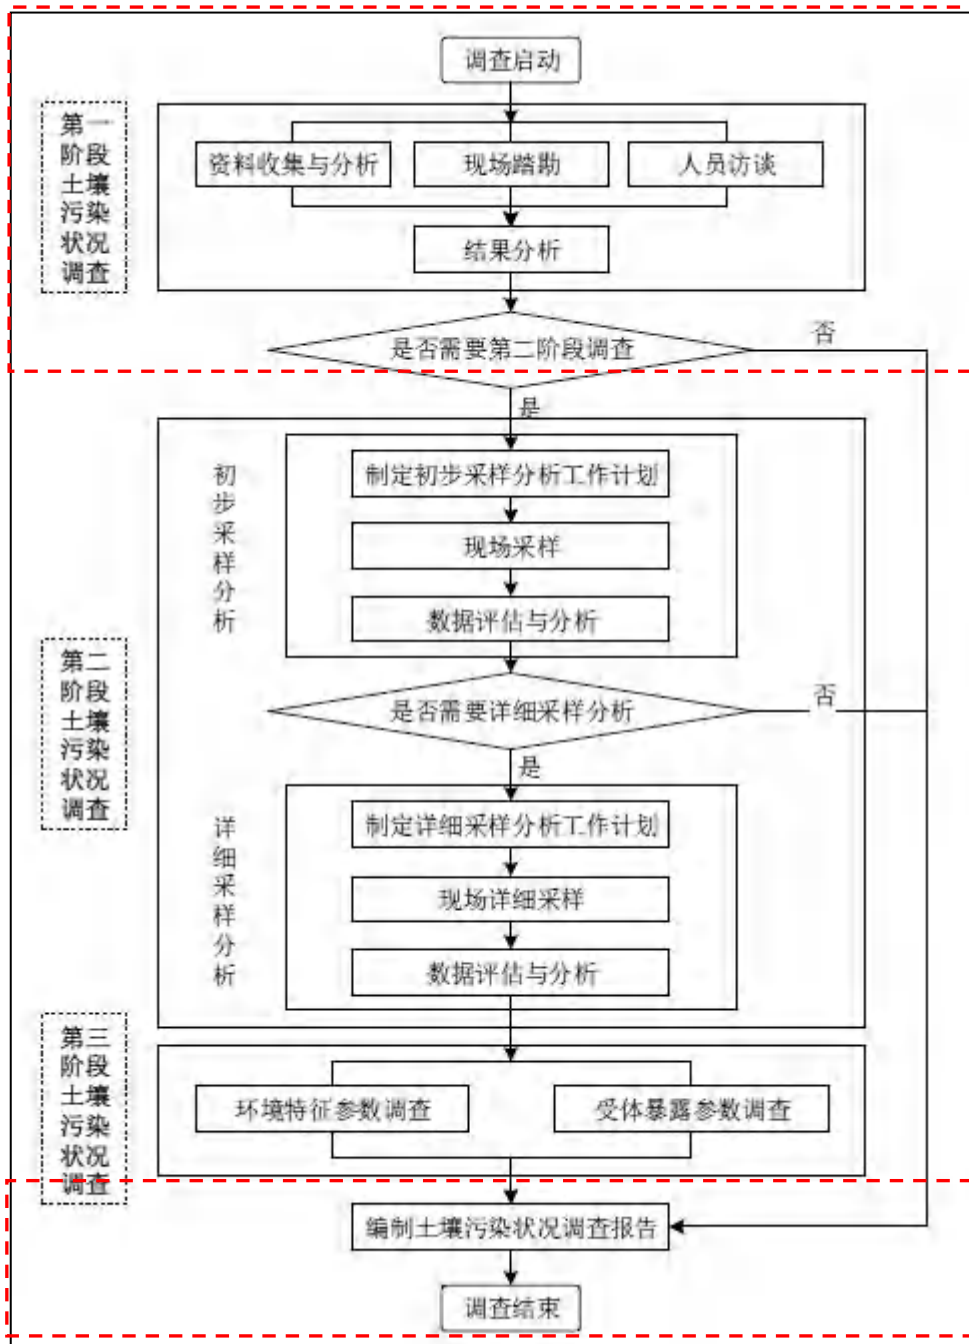 调查启动
第一
阶段
土壤
污染
状况
调查
资料收集与分析
现场踏勘
人员访谈
结果分析
是否需要第二阶段调查
否
是
第二
阶段
土壤
污染
状况
调查
初
步
采
样
分
析
制定初步采样分析工作计划
现场采样
数据评估与分析
是否需要详细采样分析
否
是
详
细
采
样
分
析
制定详细采样分析工作计划
现场详细采样
数据评估与分析
第三
阶段
土壤
污染
状况
调查
环境特征参数调查
受体暴露参数调查
编制土壤污染状况调查报告
调查结束